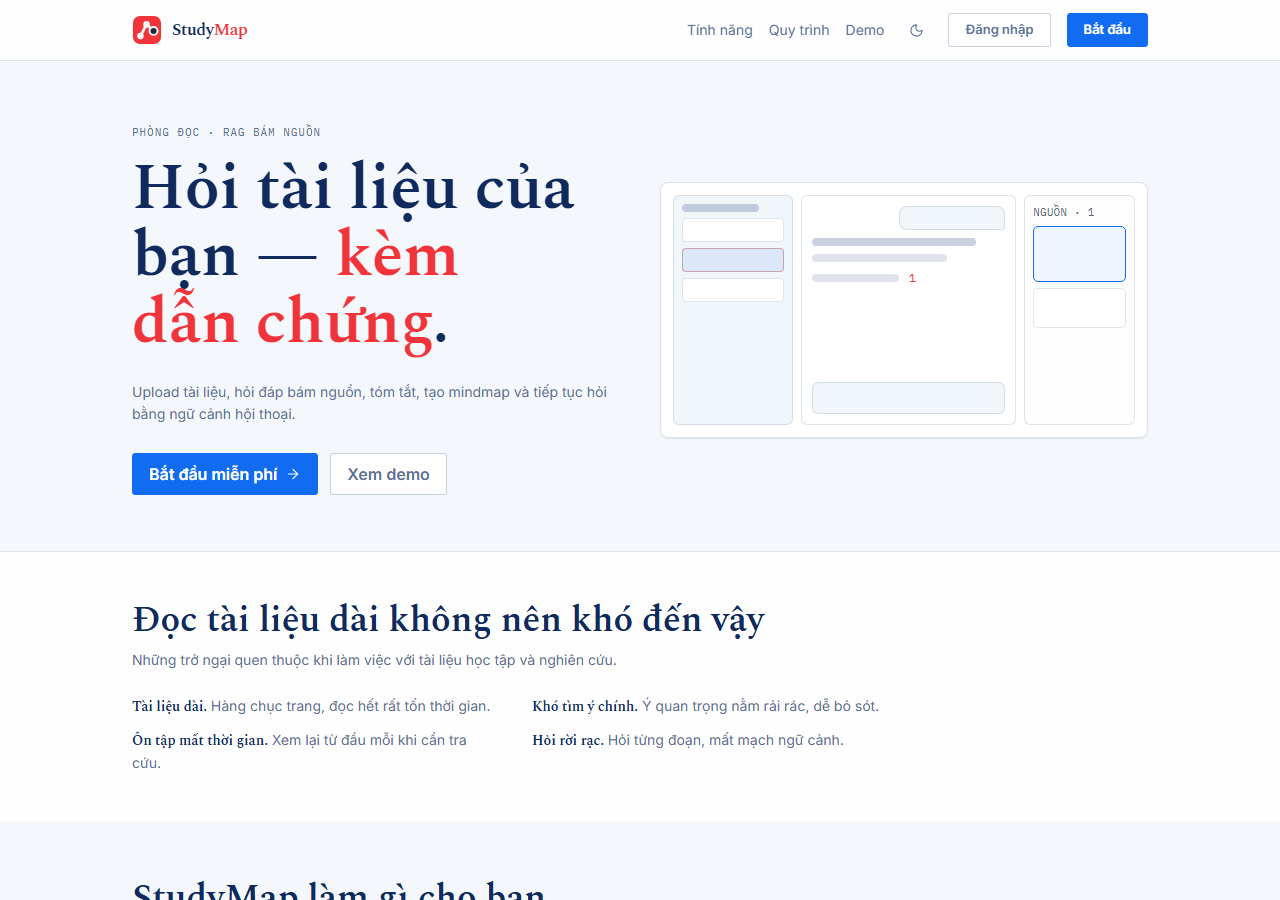 StudyMap
Tính năng Quy trình Demo Đăng nhập Bắt đầu
PHÒNG ĐỌC · RAG BÁM NGUỒN
Hỏi tài liệu của
bạn — kèm
dẫn chứng.
Upload tài liệu, hỏi đáp bám nguồn, tóm tắt, tạo mindmap và tiếp tục hỏi
bằng ngữ cảnh hội thoại.
Bắt đầu miễn phí → Xem demo
NGUỒN · 1
1
Đọc tài liệu dài không nên khó đến vậy
Những trở ngại quen thuộc khi làm việc với tài liệu học tập và nghiên cứu.
Tài liệu dài. Hàng chục trang, đọc hết rất tốn thời gian.
Khó tìm ý chính. Ý quan trọng nằm rải rác, dễ bỏ sót.
Ôn tập mất thời gian. Xem lại từ đầu mỗi khi cần tra
cứu.
Hỏi rời rạc. Hỏi từng đoạn, mất mạch ngữ cảnh.
StudyMap làm gì cho bạn